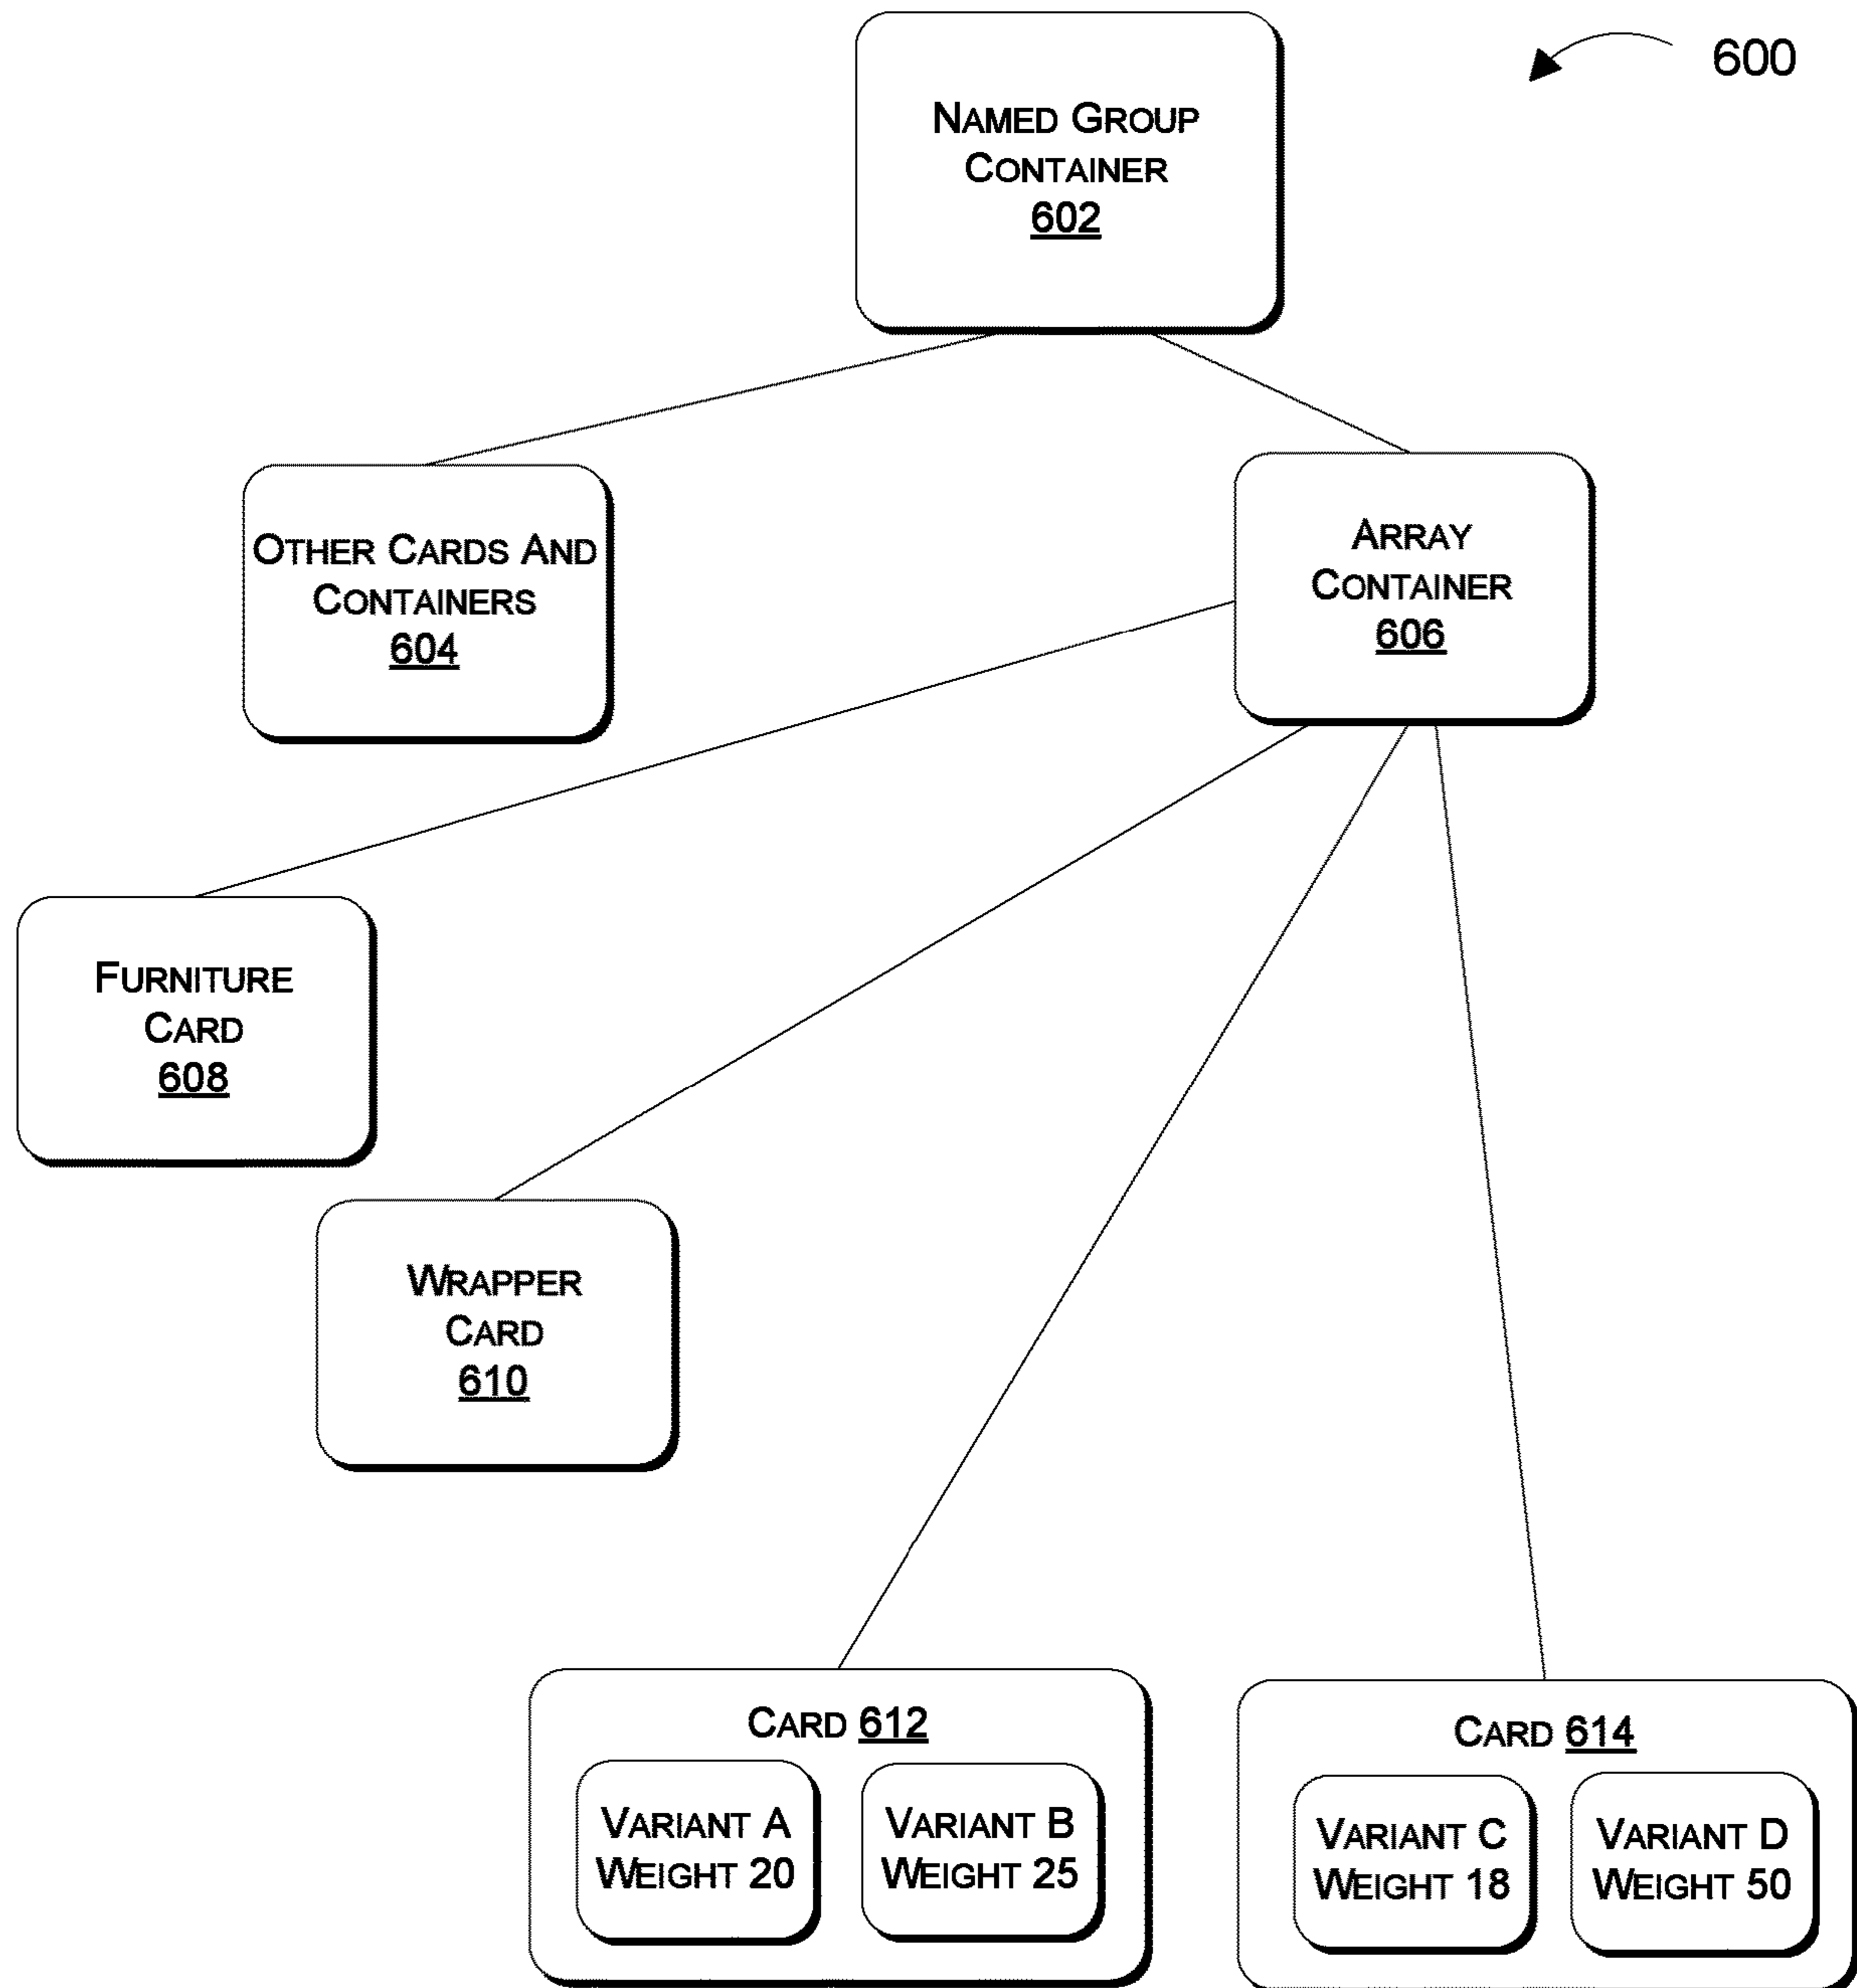 600
NAMED GROUP
CONTAINER
602
OTHER CARDS AND
CONTAINERS
604
ARRAY
CONTAINER
606
FURNITURE
CARD
608
WRAPPER
CARD
610
CARD 612
VARIANT A
WEIGHT 20
VARIANT B
WEIGHT 25
CARD 614
VARIANT C
WEIGHT 18
VARIANT D
WEIGHT 50